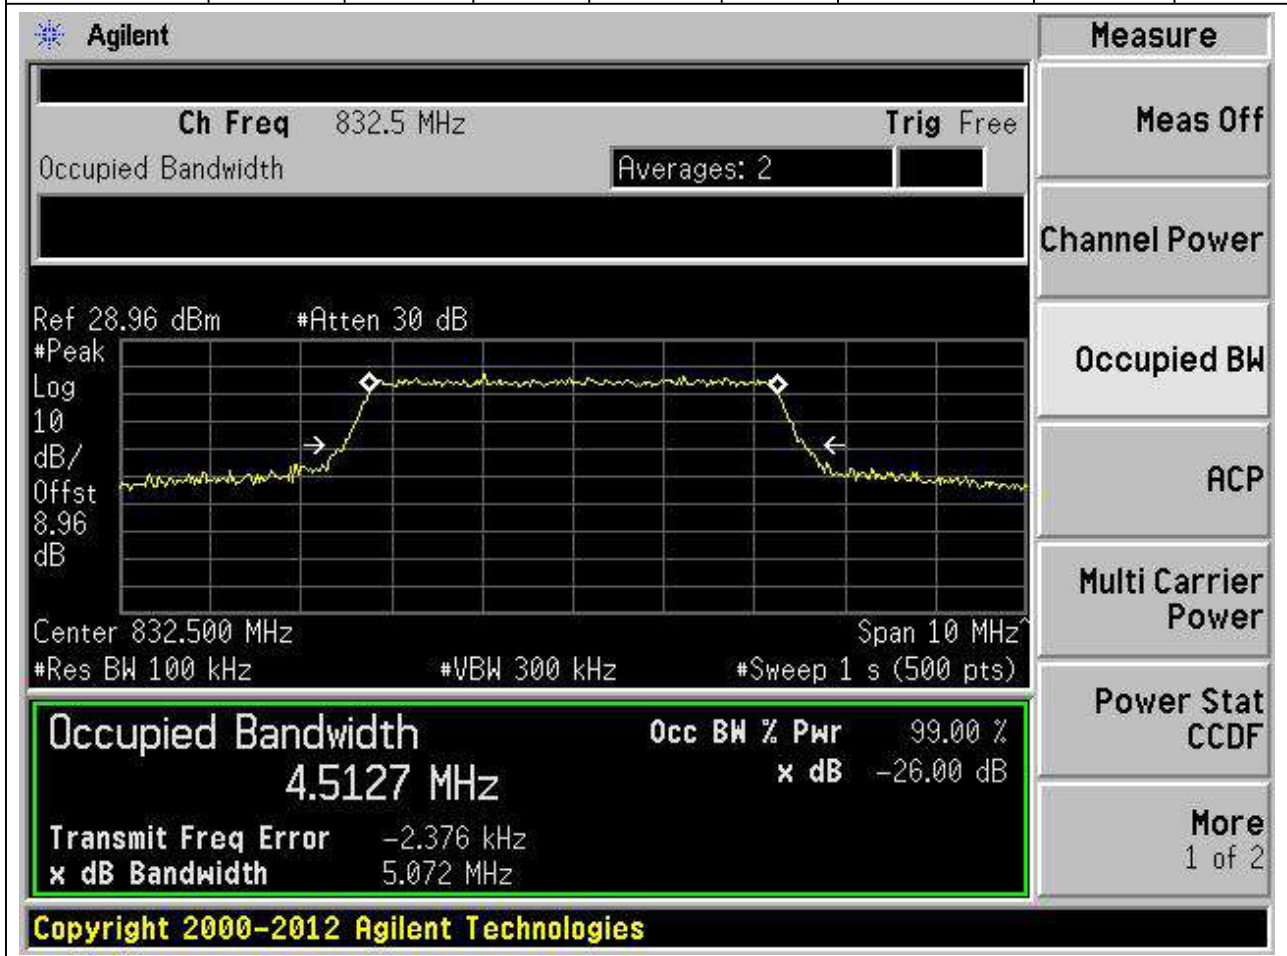 Agilent
Measure
Ch Freq 832.5 MHz Trig Free
Occupied Bandwidth Averages: 2
Meas Off
Channel Power
Occupied BW
ACP
Multi Carrier
Power
Power Stat
CCDF
More
1 of 2
Ref 28.96 dBm #Atten 30 dB
#Peak
Log
10
dB/
Offst
8.96
dB
Center 832.500 MHz Span 10 MHz^
#Res BW 100 kHz #VBW 300 kHz #Sweep 1 s (500 pts)
Occupied Bandwidth Occ BW % Pwr 99.00 %
4.5127 MHz x dB -26.00 dB
Transmit Freq Error -2.376 kHz
x dB Bandwidth 5.072 MHz
Copyright 2000-2012 Agilent Technologies